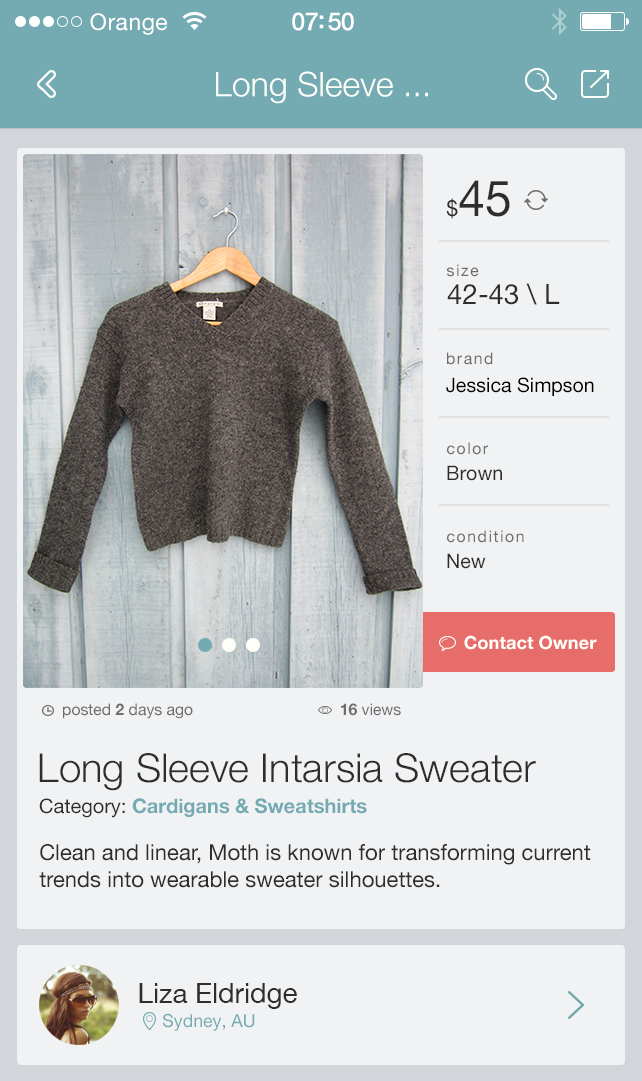 Orange 07:50
Long Sleeve ...
$45
size
42-43 \ L
brand
Jessica Simpson
color
Brown
condition
New
Contact Owner
posted 2 days ago
16 views
Long Sleeve Intarsia Sweater
Category: Cardigans & Sweatshirts
Clean and linear, Moth is known for transforming current
trends into wearable sweater silhouettes.
Liza Eldridge
Sydney, AU